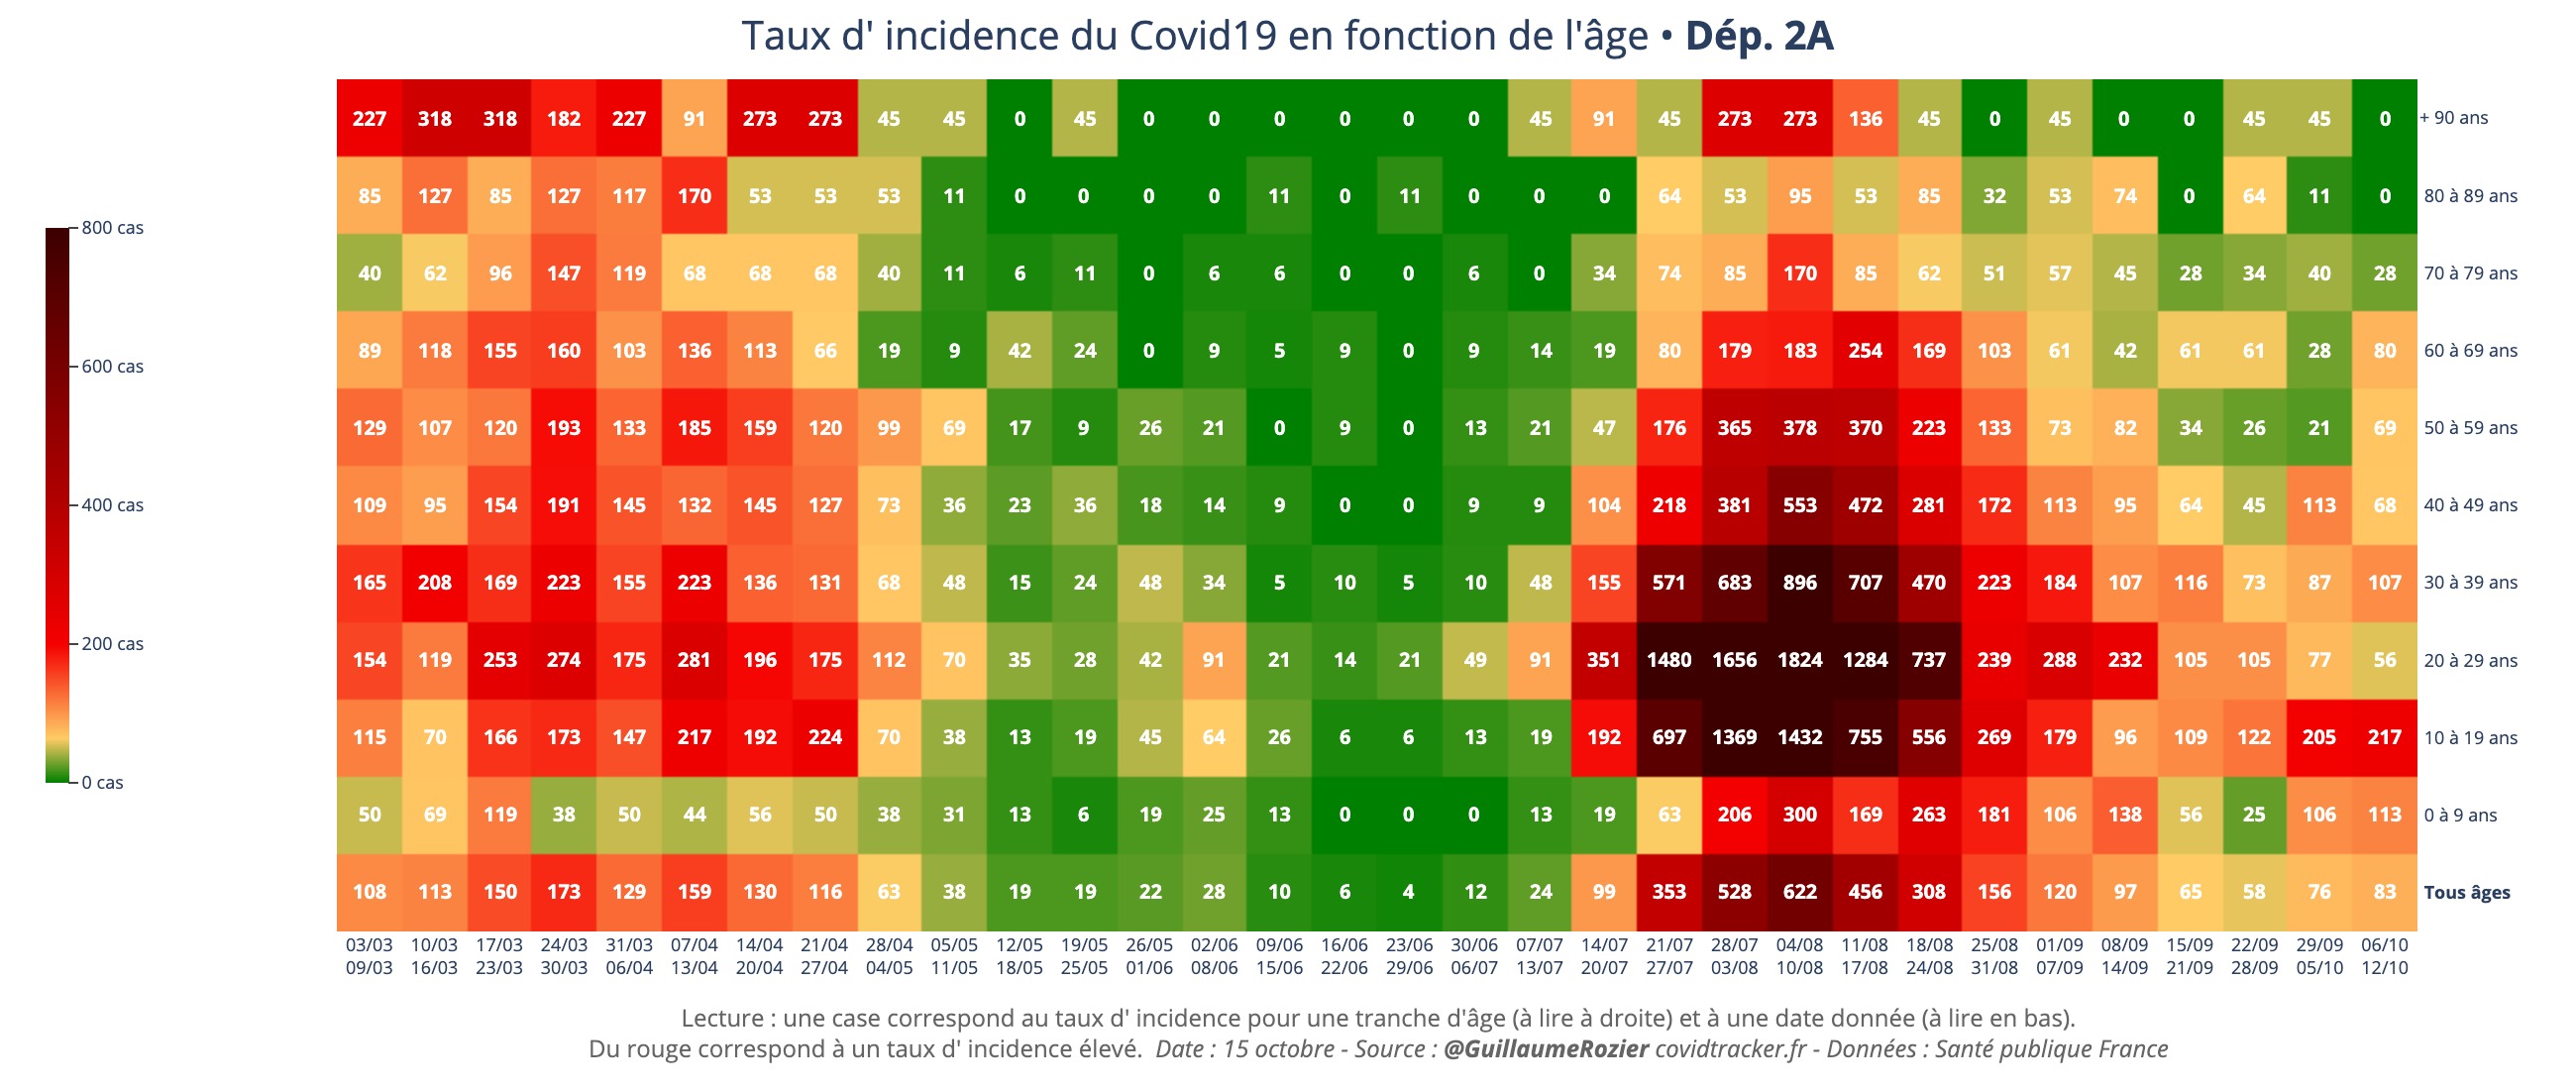 Taux d' incidence du Covid19 en fonction de l'âge • Dép. 2A
227 318 318 182 227 91 273 273 45 45 0 45 0 0 0 0 0 0 45 91 45 273 273 136 45 0 45 0 0 45 45 0 + 90 ans
85 127 85 127 117 170 53 53 53 11 0 0 0 0 11 0 11 0 0 0 64 53 95 53 85 32 53 74 0 64 11 0 80 à 89 ans
40 62 96 147 119 68 68 68 40 11 6 11 0 6 6 0 0 6 0 34 74 85 170 85 62 51 57 45 28 34 40 28 70 à 79 ans
89 118 155 160 103 136 113 66 19 9 42 24 0 9 5 9 0 9 14 19 80 179 183 254 169 103 61 42 61 61 28 80 60 à 69 ans
129 107 120 193 133 185 159 120 99 69 17 9 26 21 0 9 0 13 21 47 176 365 378 370 223 133 73 82 34 26 21 69 50 à 59 ans
109 95 154 191 145 132 145 127 73 36 23 36 18 14 9 0 0 9 9 104 218 381 553 472 281 172 113 95 64 45 113 68 40 à 49 ans
165 208 169 223 155 223 136 131 68 48 15 24 48 34 5 10 5 10 48 155 571 683 896 707 470 223 184 107 116 73 87 107 30 à 39 ans
154 119 253 274 175 281 196 175 112 70 35 28 42 91 21 14 21 49 91 351 1480 1656 1824 1284 737 239 288 232 105 105 77 56 20 à 29 ans
115 70 166 173 147 217 192 224 70 38 13 19 45 64 26 6 6 13 19 192 697 1369 1432 755 556 269 179 96 109 122 205 217 10 à 19 ans
50 69 119 38 50 44 56 50 38 31 13 6 19 25 13 0 0 0 13 19 63 206 300 169 263 181 106 138 56 25 106 113 0 à 9 ans
108 113 150 173 129 159 130 116 63 38 19 19 22 28 10 6 4 12 24 99 353 528 622 456 308 156 120 97 65 58 76 83 Tous âges
03/03 10/03 17/03 24/03 31/03 07/04 14/04 21/04 28/04 05/05 12/05 19/05 26/05 02/06 09/06 16/06 23/06 30/06 07/07 14/07 21/07 28/07 04/08 11/08 18/08 25/08 01/09 08/09 15/09 22/09 29/09 06/10
09/03 16/03 23/03 30/03 06/04 13/04 20/04 27/04 04/05 11/05 18/05 25/05 01/06 08/06 15/06 22/06 29/06 06/07 13/07 20/07 27/07 03/08 10/08 17/08 24/08 31/08 07/09 14/09 21/09 28/09 05/10 12/10
800 cas
600 cas
400 cas
200 cas
0 cas
Lecture : une case correspond au taux d' incidence pour une tranche d'âge (à lire à droite) et à une date donnée (à lire en bas).
Du rouge correspond à un taux d' incidence élevé. Date : 15 octobre - Source : @GuillaumeRozier covidtracker.fr - Données : Santé publique France